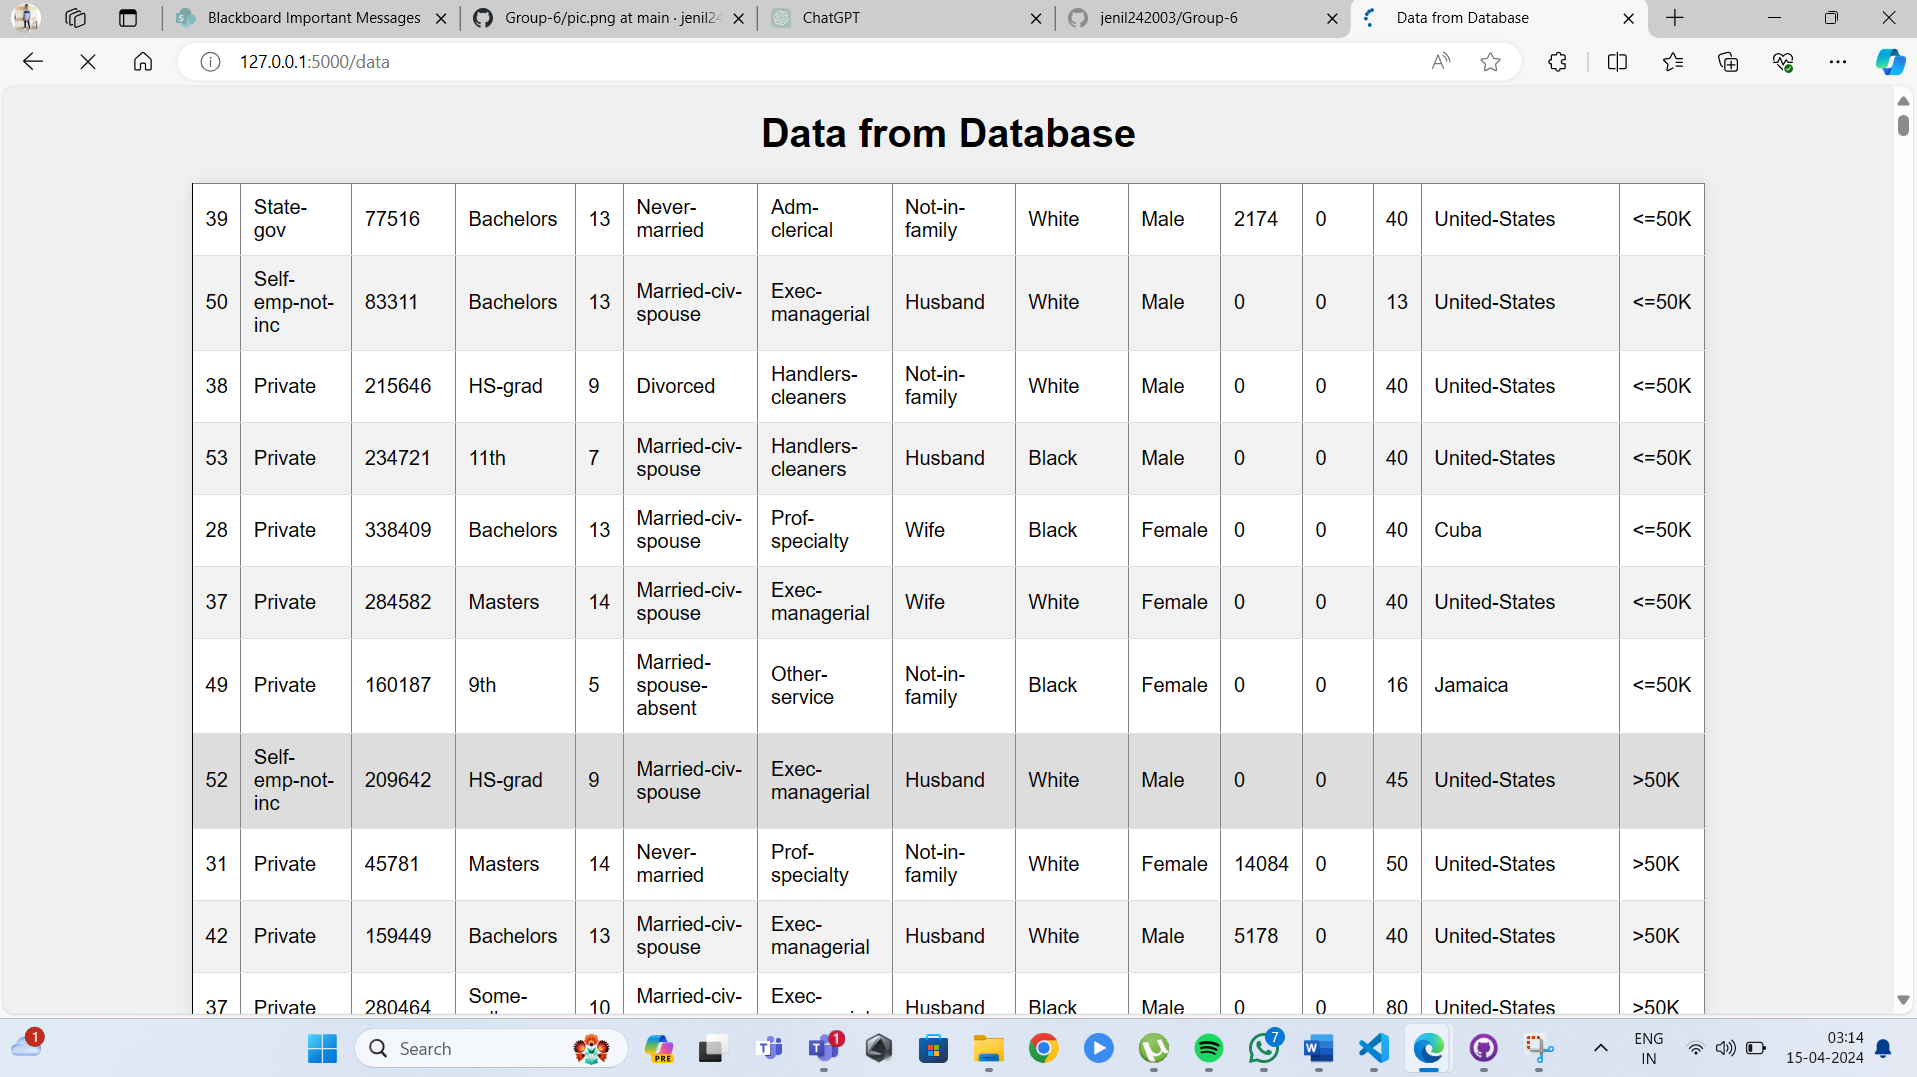 Blackboard Important Messages
Group-6/pic.png at main · jenil24
ChatGPT
jenil242003/Group-6
Data from Database
127.0.0.1:5000/data
Data from Database
39 State-gov 77516 Bachelors 13 Never-married Adm-clerical Not-in-family White Male 2174 0 40 United-States <=50K
50 Self-emp-not-inc 83311 Bachelors 13 Married-civ-spouse Exec-managerial Husband White Male 0 0 13 United-States <=50K
38 Private 215646 HS-grad 9 Divorced Handlers-cleaners Not-in-family White Male 0 0 40 United-States <=50K
53 Private 234721 11th 7 Married-civ-spouse Handlers-cleaners Husband Black Male 0 0 40 United-States <=50K
28 Private 338409 Bachelors 13 Married-civ-spouse Prof-specialty Wife Black Female 0 0 40 Cuba <=50K
37 Private 284582 Masters 14 Married-civ-spouse Exec-managerial Wife White Female 0 0 40 United-States <=50K
49 Private 160187 9th 5 Married-spouse-absent Other-service Not-in-family Black Female 0 0 16 Jamaica <=50K
52 Self-emp-not-inc 209642 HS-grad 9 Married-civ-spouse Exec-managerial Husband White Male 0 0 45 United-States >50K
31 Private 45781 Masters 14 Never-married Prof-specialty Not-in-family White Female 14084 0 50 United-States >50K
42 Private 159449 Bachelors 13 Married-civ-spouse Exec-managerial Husband White Male 5178 0 40 United-States >50K
37 Private 280464 Some- 10 Married-civ- Exec- Husband Black Male 0 0 80 United-States >50K
1
Search
PRE
1
7
ENG
IN
03:14
15-04-2024